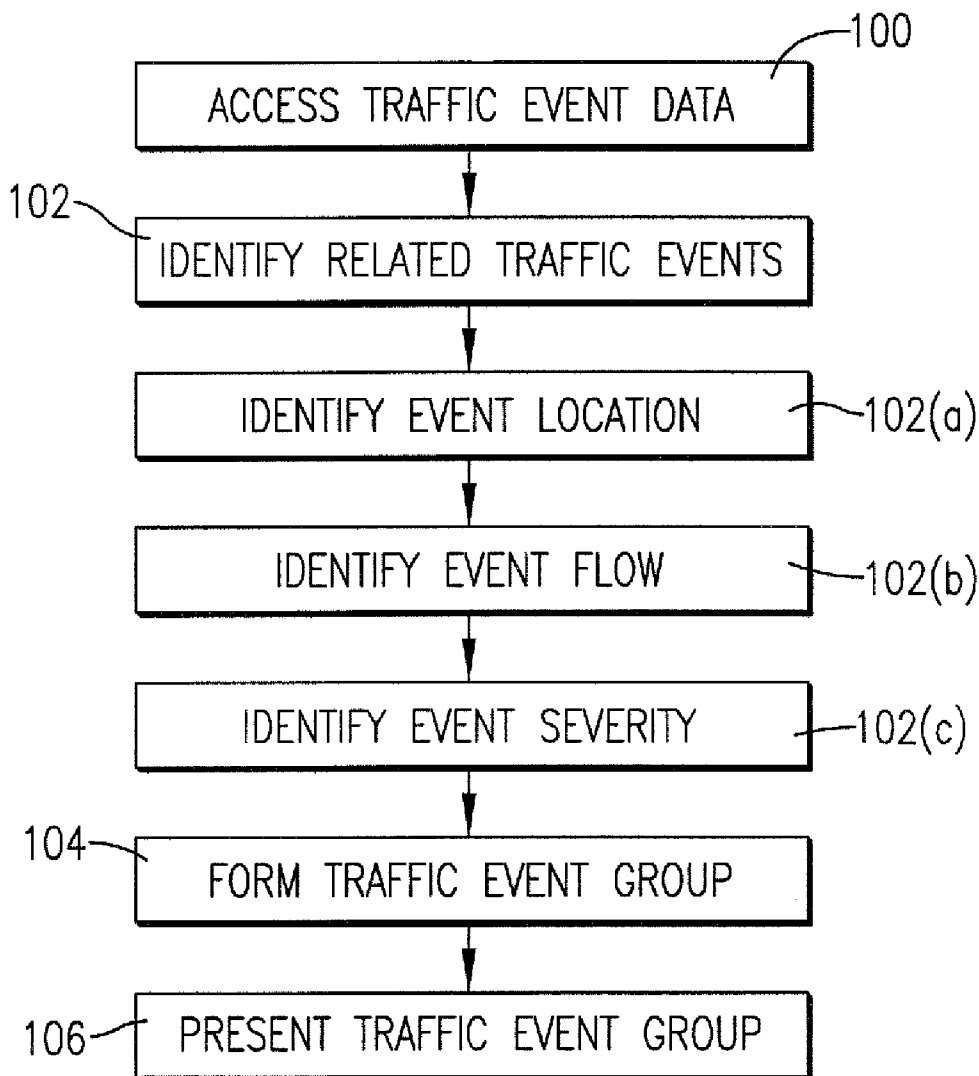 100
ACCESS TRAFFIC EVENT DATA
102
IDENTIFY RELATED TRAFFIC EVENTS
IDENTIFY EVENT LOCATION
102(a)
IDENTIFY EVENT FLOW
102(b)
IDENTIFY EVENT SEVERITY
102(c)
104
FORM TRAFFIC EVENT GROUP
106
PRESENT TRAFFIC EVENT GROUP